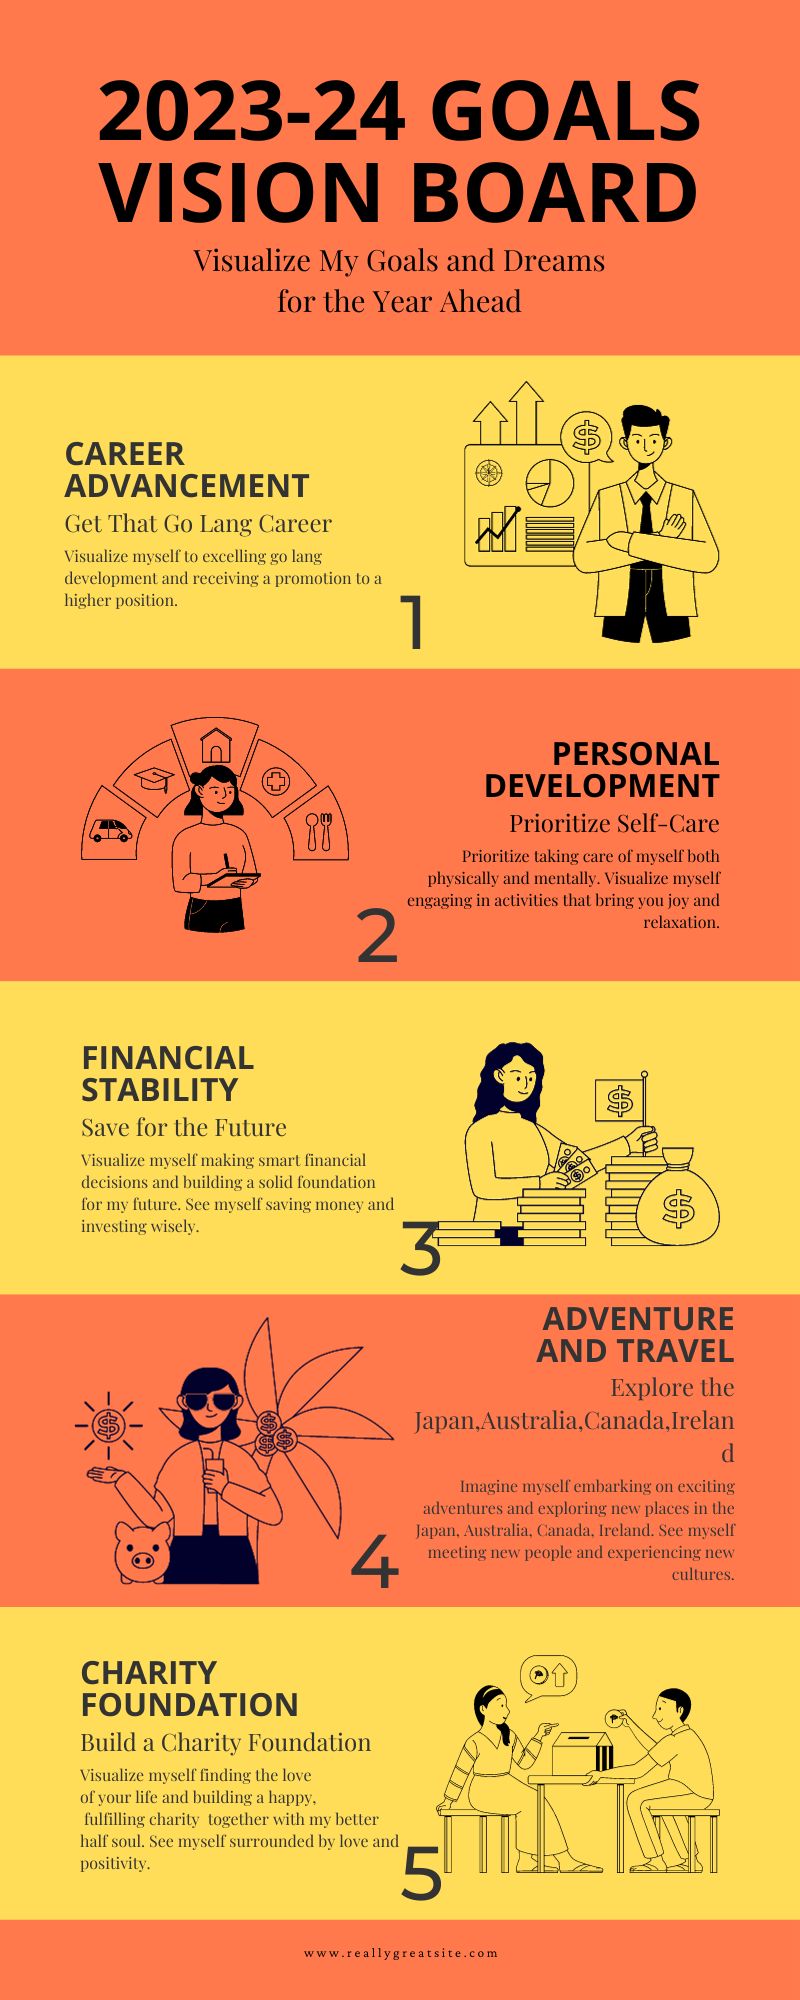 2023-24 GOALS
VISION BOARD
Visualize My Goals and Dreams
for the Year Ahead
CAREER
ADVANCEMENT
Get That Go Lang Career
Visualize myself to excelling go lang
development and receiving a promotion to a
higher position.
1
PERSONAL
DEVELOPMENT
Prioritize Self-Care
Prioritize taking care of myself both
physically and mentally. Visualize myself
engaging in activities that bring you joy and
relaxation.
2
FINANCIAL
STABILITY
Save for the Future
Visualize myself making smart financial
decisions and building a solid foundation
for my future. See myself saving money and
investing wisely.
3
ADVENTURE
AND TRAVEL
Explore the
Japan,Australia,Canada,Irelan
d
Imagine myself embarking on exciting
adventures and exploring new places in the
Japan, Australia, Canada, Ireland. See myself
meeting new people and experiencing new
cultures.
4
CHARITY
FOUNDATION
Build a Charity Foundation
Visualize myself finding the love
of your life and building a happy,
fulfilling charity  together with my better
half soul. See myself surrounded by love and
positivity.
5
www.reallygreatsite.com